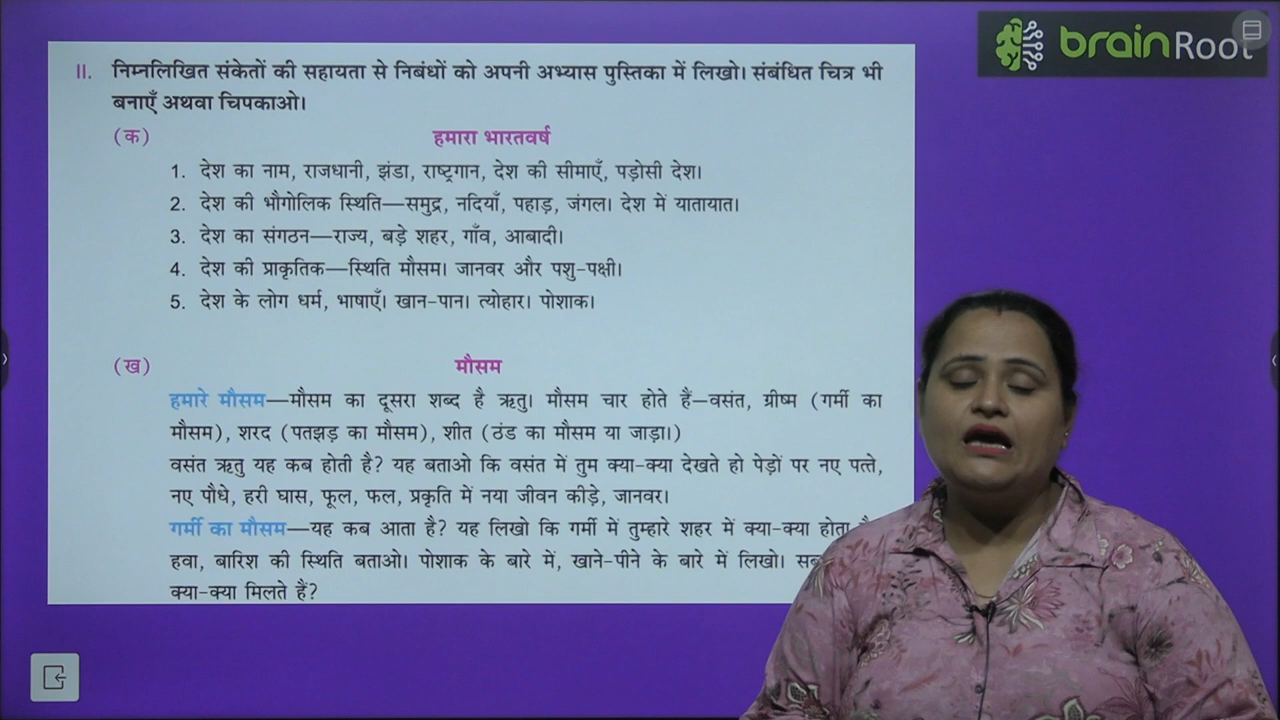 brainRoot
II. निम्नलिखित संकेतों की सहायता से निबंधों को अपनी अभ्यास पुस्तिका में लिखो। संबंधित चित्र भी
बनाएँ अथवा चिपकाओ।
(क) हमारा भारतवर्ष
1. देश का नाम, राजधानी, झंडा, राष्ट्रगान, देश की सीमाएँ, पड़ोसी देश।
2. देश की भौगोलिक स्थिति—समुद्र, नदियाँ, पहाड़, जंगल। देश में यातायात।
3. देश का संगठन—राज्य, बड़े शहर, गाँव, आबादी।
4. देश की प्राकृतिक—स्थिति मौसम। जानवर और पशु-पक्षी।
5. देश के लोग धर्म, भाषाएँ। खान-पान। त्योहार। पोशाक।
(ख) मौसम
हमारे मौसम—मौसम का दूसरा शब्द है ऋतु। मौसम चार होते हैं–वसंत, ग्रीष्म (गर्मी का
मौसम), शरद (पतझड़ का मौसम), शीत (ठंड का मौसम या जाड़ा।)
वसंत ऋतु यह कब होती है? यह बताओ कि वसंत में तुम क्या-क्या देखते हो पेड़ों पर नए पत्ते,
नए पौधे, हरी घास, फूल, फल, प्रकृति में नया जीवन कीड़े, जानवर।
गर्मी का मौसम—यह कब आता है? यह लिखो कि गर्मी में तुम्हारे शहर में क्या-क्या होता
हवा, बारिश की स्थिति बताओ। पोशाक के बारे में, खाने-पीने के बारे में लिखो।
क्या-क्या मिलते हैं?